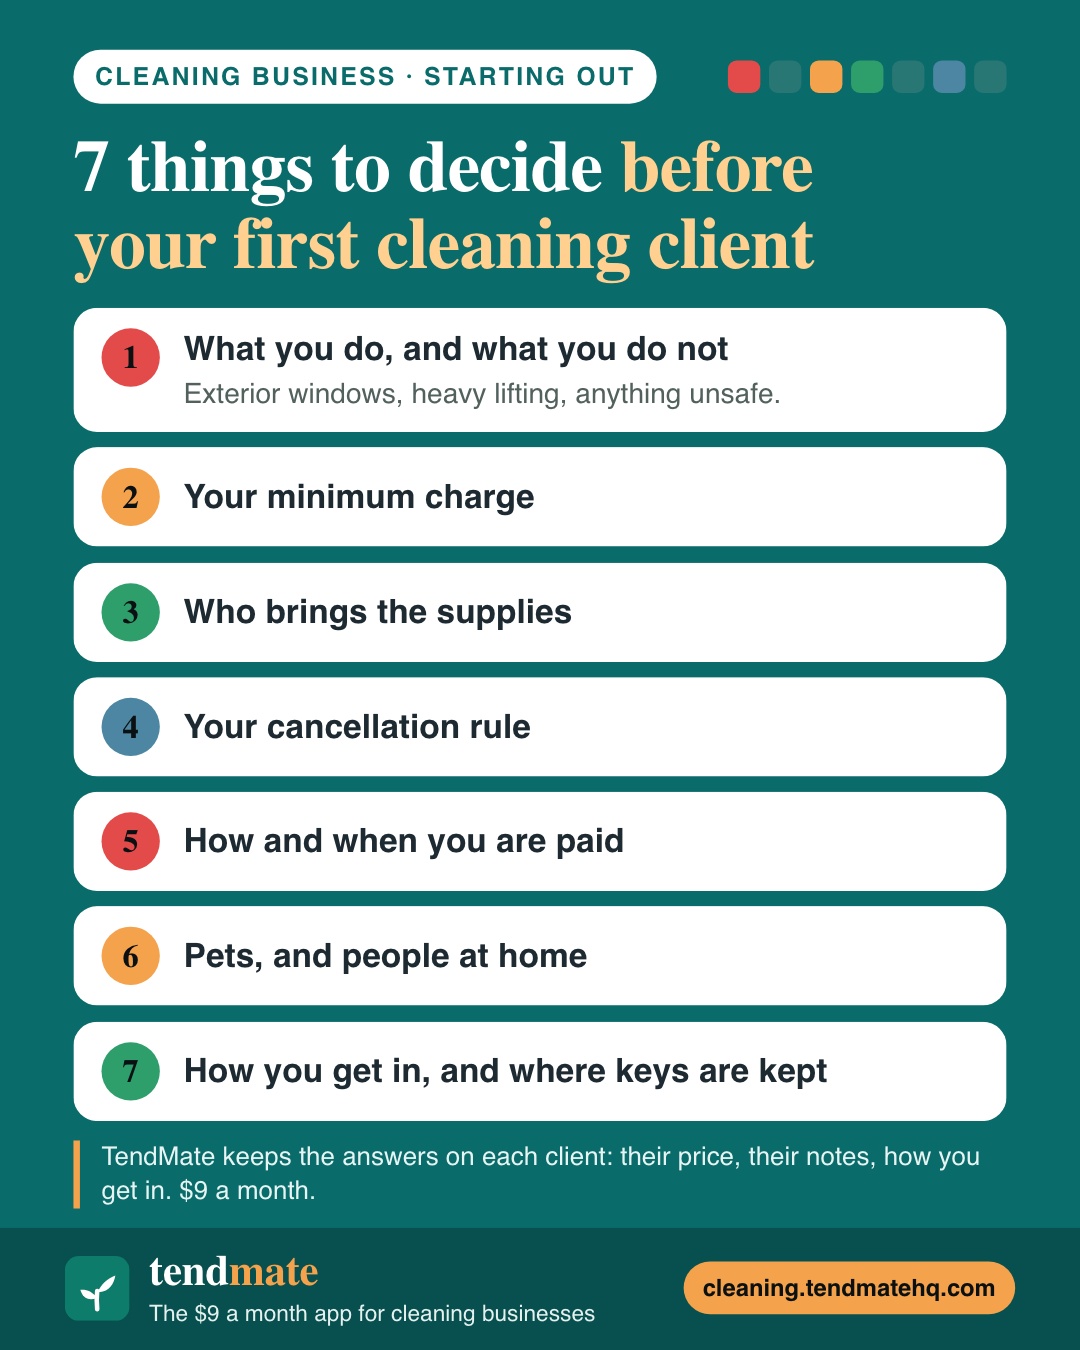 CLEANING BUSINESS · STARTING OUT
7 things to decide before
your first cleaning client
1
What you do, and what you do not
Exterior windows, heavy lifting, anything unsafe.
2
Your minimum charge
3
Who brings the supplies
4
Your cancellation rule
5
How and when you are paid
6
Pets, and people at home
7
How you get in, and where keys are kept
TendMate keeps the answers on each client: their price, their notes, how you
get in. $9 a month.
tendmate
The $9 a month app for cleaning businesses
cleaning.tendmatehq.com